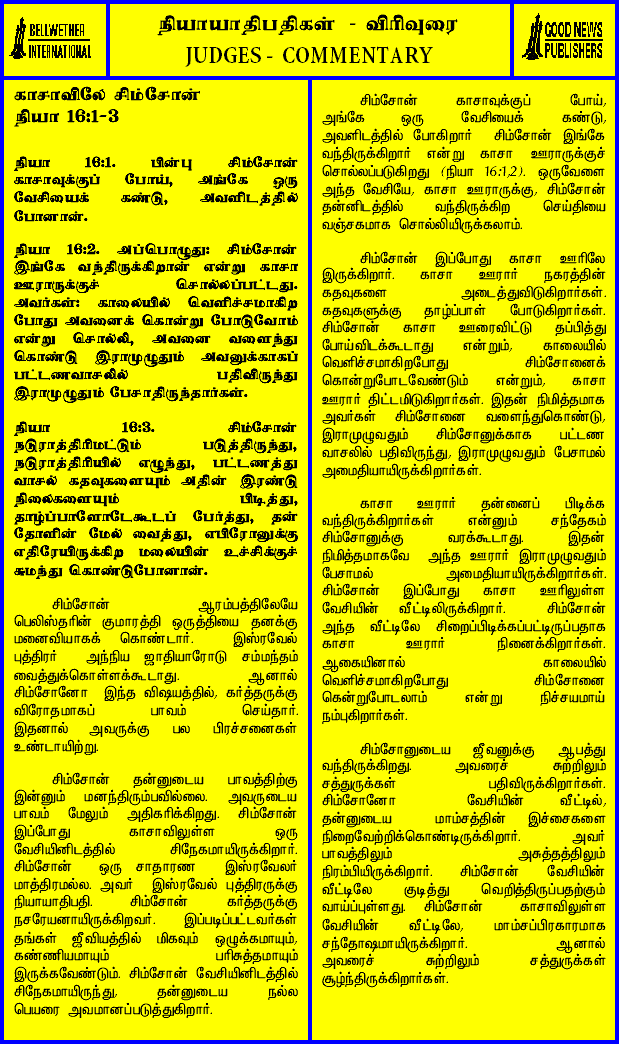 BELLWETHER
INTERNATIONAL
நியாயாதிபதிகள் - விரிவுரை
JUDGES - COMMENTARY
GOOD NEWS
PUBLISHERS
காசாவிலே சிம்சோன்
நியா 16:1-3
நியா 16:1. பின்பு சிம்சோன்
காசாவுக்குப் போய், அங்கே ஒரு
வேசியைக் கண்டு, அவளிடத்தில்
போனான்.
நியா 16:2. அப்பொழுது: சிம்சோன்
இங்கே வந்திருக்கிறான் என்று காசா
ஊராருக்குச் சொல்லப்பட்டது.
அவர்கள்: காலையில் வெளிச்சமாகிற
போது அவனைக் கொன்று போடுவோம்
என்று சொல்லி, அவனை வளைந்து
கொண்டு இராமுழுதும் அவனுக்காகப்
பட்டணவாசலில் பதிவிருந்து
இராமுழுதும் பேசாதிருந்தார்கள்.
நியா 16:3. சிம்சோன்
நடுராத்திரிமட்டும் படுத்திருந்து,
நடுராத்திரியில் எழுந்து, பட்டணத்து
வாசல் கதவுகளையும் அதின் இரண்டு
நிலைகளையும் பிடித்து,
தாழ்ப்பாளோடேகூடப் பேர்த்து, தன்
தோளின் மேல் வைத்து, எபிரோனுக்கு
எதிரேயிருக்கிற மலையின் உச்சிக்குச்
சுமந்து கொண்டுபோனான்.
சிம்சோன் ஆரம்பத்திலேயே
பெலிஸ்தரின் குமாரத்தி ஒருத்தியை தனக்கு
மனைவியாகக் கொண்டார். இஸ்ரவேல்
புத்திரர் அந்நிய ஜாதியாரோடு சம்மந்தம்
வைத்துக்கொள்ளக்கூடாது. ஆனால்
சிம்சோனோ இந்த விஷயத்தில், கர்த்தருக்கு
விரோதமாகப் பாவம் செய்தார்.
இதனால் அவருக்கு பல பிரச்சனைகள்
உண்டாயிற்று.
சிம்சோன் தன்னுடைய பாவத்திற்கு
இன்னும் மனந்திரும்பவில்லை. அவருடைய
பாவம் மேலும் அதிகரிக்கிறது. சிம்சோன்
இப்போது காசாவிலுள்ள ஒரு
வேசியினிடத்தில் சிநேகமாயிருக்கிறார்.
சிம்சோன் ஒரு சாதாரண இஸ்ரவேலர்
மாத்திரமல்ல. அவர் இஸ்ரவேல் புத்திரருக்கு
நியாயாதிபதி. சிம்சோன் கர்த்தருக்கு
நசரேயனாயிருக்கிறவர். இப்படிப்பட்டவர்கள்
தங்கள் ஜீவியத்தில் மிகவும் ஒழுக்கமாயும்,
கண்ணியமாயும் பரிசுத்தமாயும்
இருக்கவேண்டும். சிம்சோன் வேசியினிடத்தில்
சிநேகமாயிருந்து, தன்னுடைய நல்ல
பெயரை அவமானப்படுத்துகிறார்.
சிம்சோன் காசாவுக்குப் போய்,
அங்கே ஒரு வேசியைக் கண்டு,
அவளிடத்தில் போகிறார் சிம்சோன் இங்கே
வந்திருக்கிறார் என்று காசா ஊராருக்குச்
சொல்லப்படுகிறது (நியா 16:1,2). ஒருவேளை
அந்த வேசியே, காசா ஊராருக்கு, சிம்சோன்
தன்னிடத்தில் வந்திருக்கிற செய்தியை
வஞ்சகமாக சொல்லியிருக்கலாம்.
சிம்சோன் இப்போது காசா ஊரிலே
இருக்கிறார். காசா ஊரார் நகரத்தின்
கதவுகளை அடைத்துவிடுகிறார்கள்.
கதவுகளுக்கு தாழ்ப்பாள் போடுகிறார்கள்.
சிம்சோன் காசா ஊரைவிட்டு தப்பித்து
போய்விடக்கூடாது என்றும், காலையில்
வெளிச்சமாகிறபோது சிம்சோனைக்
கொன்றுபோடவேண்டும் என்றும், காசா
ஊரார் திட்டமிடுகிறார்கள். இதன் நிமித்தமாக
அவர்கள் சிம்சோனை வளைந்துகொண்டு,
இராமுழுவதும் சிம்சோனுக்காக பட்டண
வாசலில் பதிவிருந்து, இராமுழுவதும் பேசாமல்
அமைதியாயிருக்கிறார்கள்.
காசா ஊரார் தன்னைப் பிடிக்க
வந்திருக்கிறார்கள் என்னும் சந்தேகம்
சிம்சோனுக்கு வரக்கூடாது. இதன்
நிமித்தமாகவே அந்த ஊரார் இராமுழுவதும்
பேசாமல் அமைதியாயிருக்கிறார்கள்.
சிம்சோன் இப்போது காசா ஊரிலுள்ள
வேசியின் வீட்டிலிருக்கிறார். சிம்சோன்
அந்த வீட்டிலே சிறைப்பிடிக்கப்பட்டிருப்பதாக
காசா ஊரார் நினைக்கிறார்கள்.
ஆகையினால் காலையில்
வெளிச்சமாகிறபோது சிம்சோனை
கென்றுபோடலாம் என்று நிச்சயமாய்
நம்புகிறார்கள்.
சிம்சோனுடைய ஜீவனுக்கு ஆபத்து
வந்திருக்கிறது. அவரைச் சுற்றிலும்
சத்துருக்கள் பதிவிருக்கிறார்கள்.
சிம்சோனோ வேசியின் வீட்டில்,
தன்னுடைய மாம்சத்தின் இச்சைகளை
நிறைவேற்றிக்கொண்டிருக்கிறார். அவர்
பாவத்திலும் அசுத்தத்திலும்
நிரம்பியிருக்கிறார். சிம்சோன் வேசியின்
வீட்டிலே குடித்து வெறித்திருப்பதற்கும்
வாய்ப்புள்ளது. சிம்சோன் காசாவிலுள்ள
வேசியின் வீட்டிலே, மாம்சப்பிரகாரமாக
சந்தோஷமாயிருக்கிறார். ஆனால்
அவரைச் சுற்றிலும் சத்துருக்கள்
சூழ்ந்திருக்கிறார்கள்.